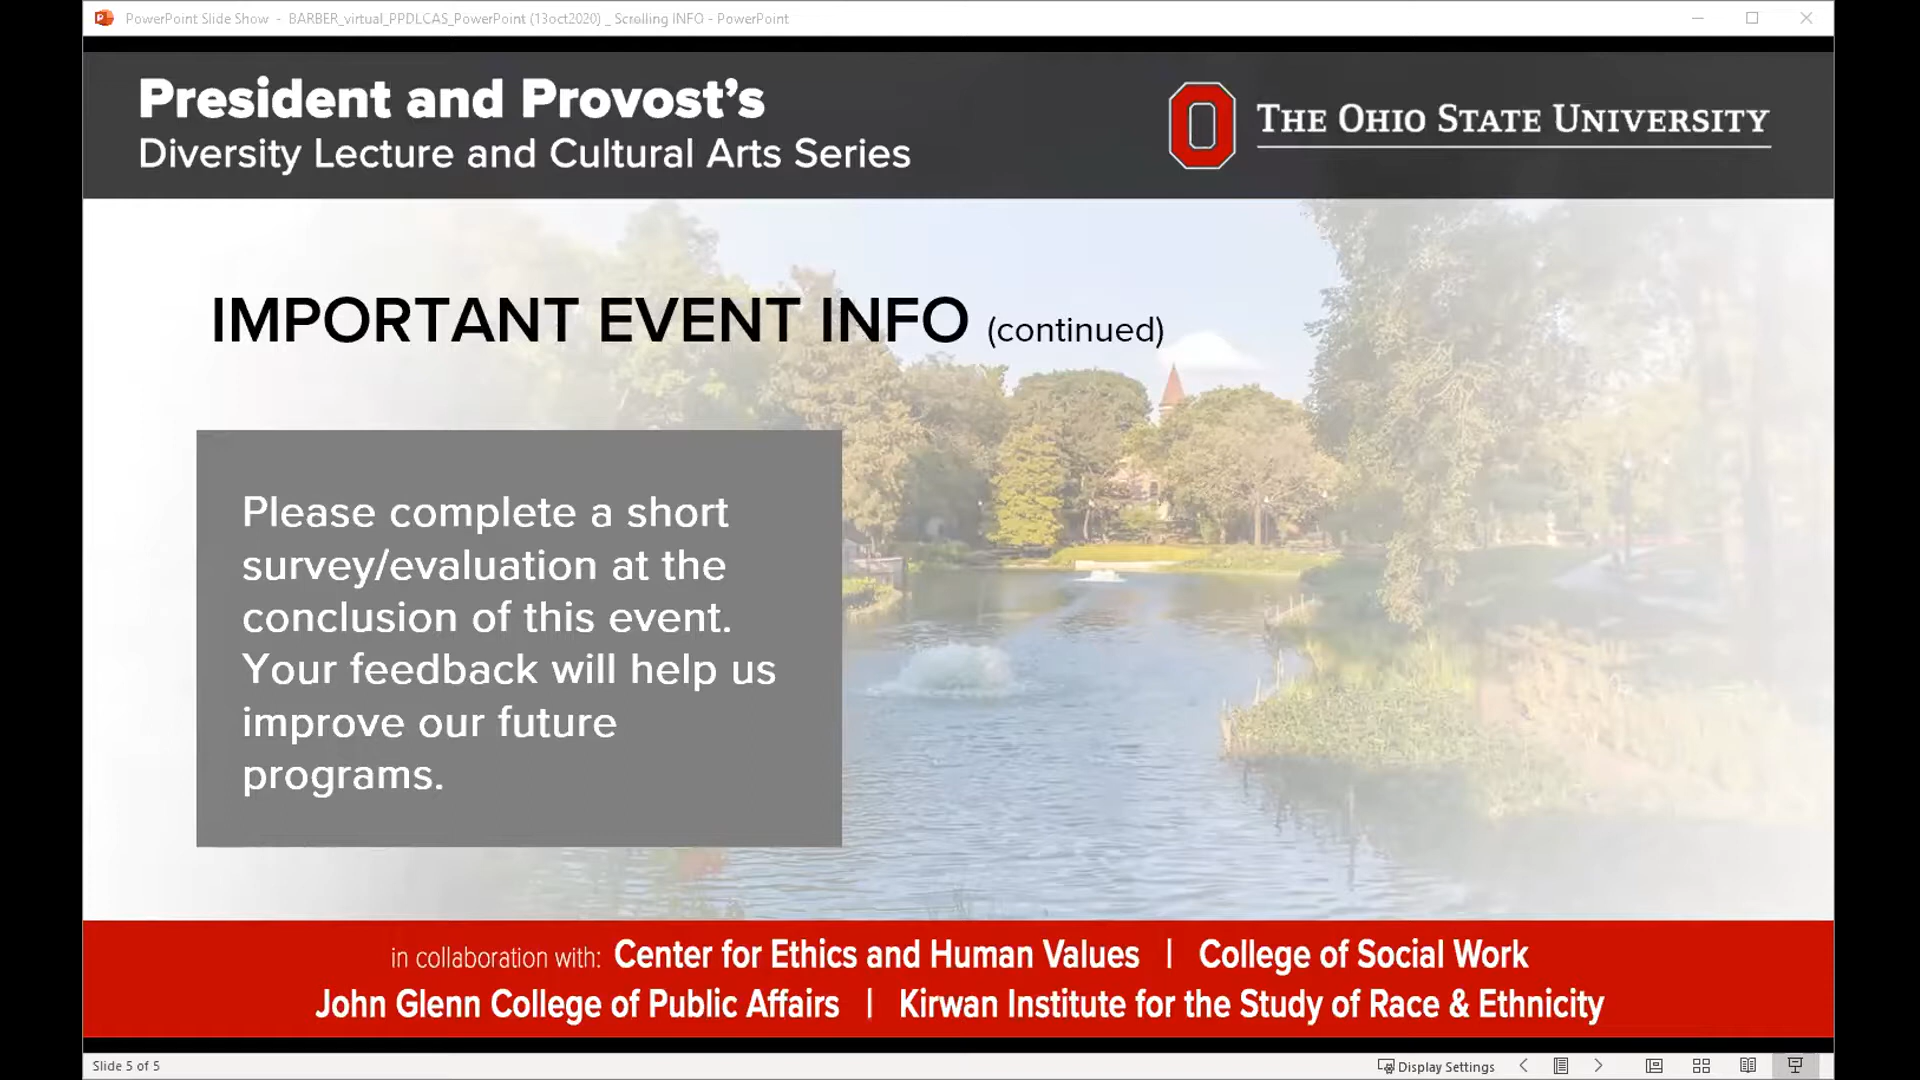 PowerPoint Slide Show - BARBER_virtual_PPDLCAS_PowerPoint (13oct2020) _ Scrolling INFO - PowerPoint
President and Provost's
Diversity Lecture and Cultural Arts Series
O
THE OHIO STATE UNIVERSITY
IMPORTANT EVENT INFO (continued)
Please complete a short
survey/evaluation at the
conclusion of this event.
Your feedback will help us
improve our future
programs.
in collaboration with: Center for Ethics and Human Values | College of Social Work
John Glenn College of Public Affairs | Kirwan Institute for the Study of Race & Ethnicity
Slide 5 of 5
Display Settings